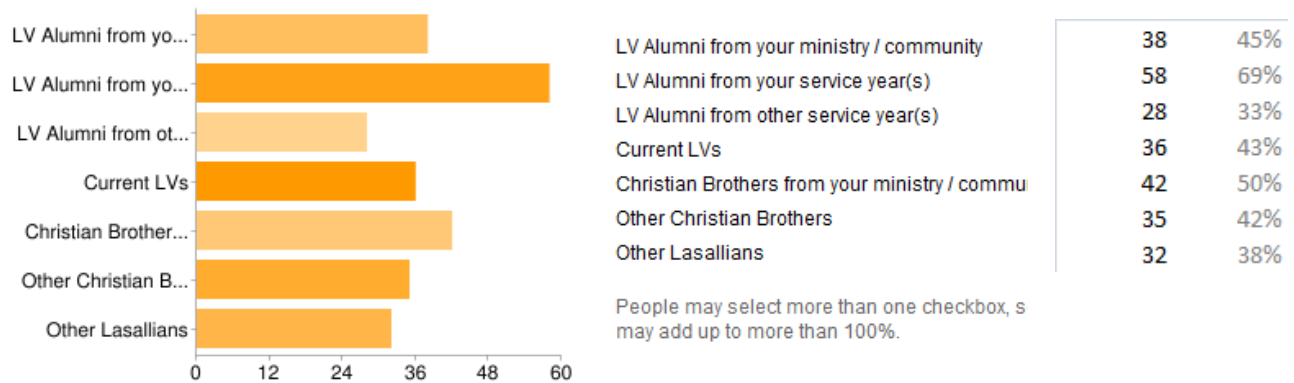 LV Alumni from yo...
LV Alumni from yo...
LV Alumni from ot...
Current LVs
Christian Brother...
Other Christian B...
Other Lasallians
0 12 24 36 48 60
LV Alumni from your ministry / community 38 45%
LV Alumni from your service year(s) 58 69%
LV Alumni from other service year(s) 28 33%
Current LVs 36 43%
Christian Brothers from your ministry / commu 42 50%
Other Christian Brothers 35 42%
Other Lasallians 32 38%
People may select more than one checkbox, s
may add up to more than 100%.